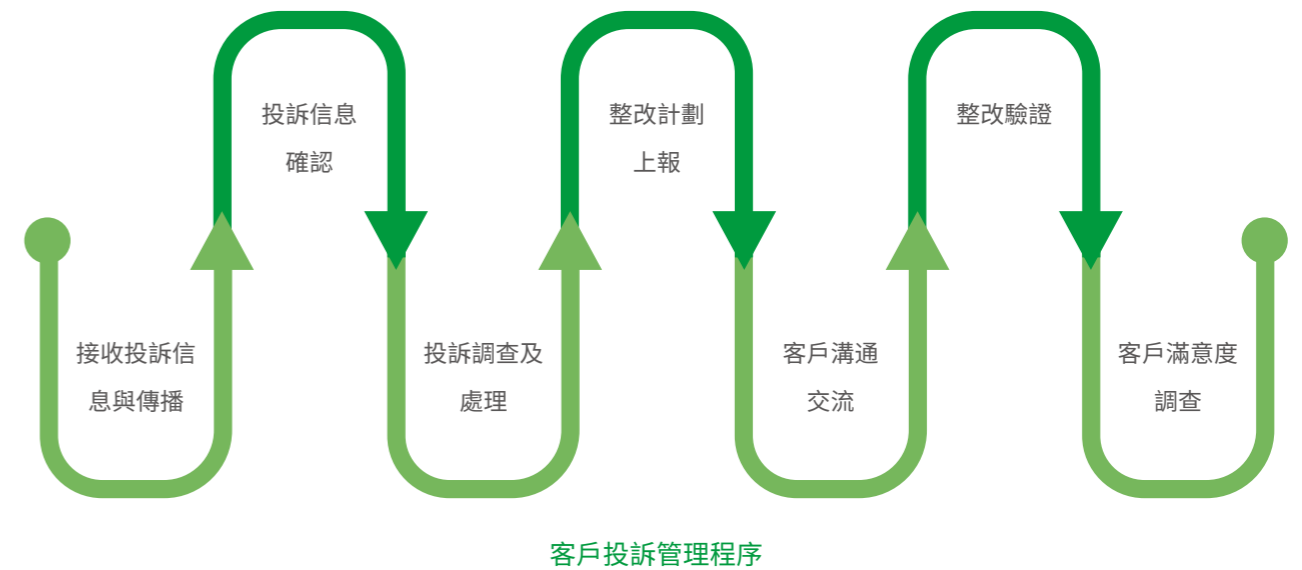 接收投訴信
息與傳播
投訴信息
確認
投訴調查及
處理
整改計劃
上報
客戶溝通
交流
整改驗證
客戶滿意度
調查
客戶投訴管理程序